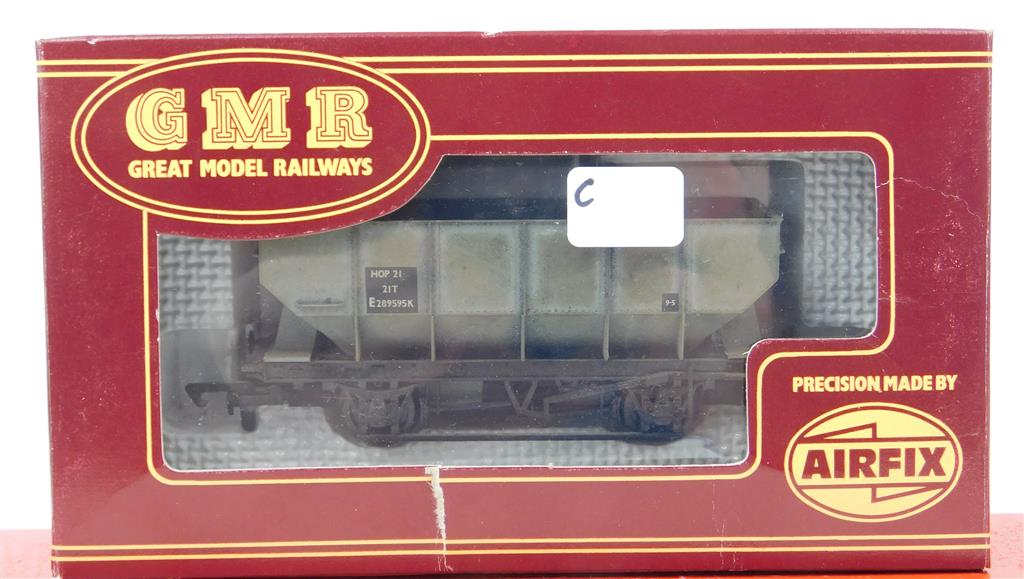 GMR
GREAT MODEL RAILWAYS
C
HOP 21
21T
E289595K
9-5
PRECISION MADE BY
AIRFIX